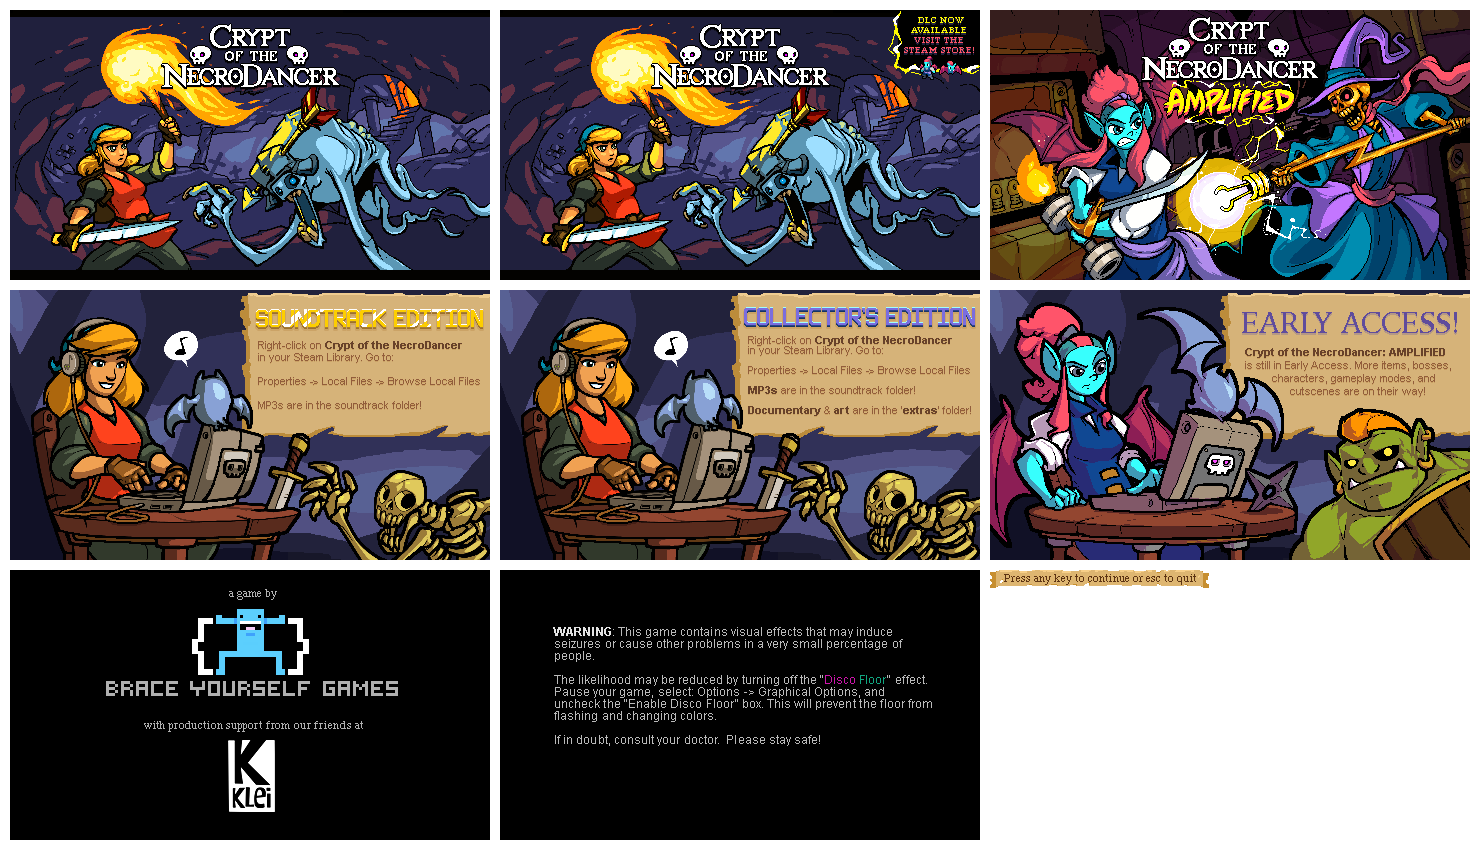 CRYPT
OF THE
NECRODANCER
CRYPT
OF THE
NECRODANCER
DLC NOW
AVAILABLE
VISIT THE
STEAM STORE!
CRYPT
OF THE
NECRODANCER
AMPLIFIED
SOUNDTRACK EDITION
Right-click on Crypt of the NecroDancer
in your Steam Library. Go to:
Properties -> Local Files -> Browse Local Files
MP3s are in the soundtrack folder!
COLLECTOR'S EDITION
Right-click on Crypt of the NecroDancer
in your Steam Library. Go to:
Properties -> Local Files -> Browse Local Files
MP3s are in the soundtrack folder!
Documentary & art are in the 'extras' folder!
EARLY ACCESS!
Crypt of the NecroDancer: AMPLIFIED
is still in Early Access. More items, bosses,
characters, gameplay modes, and
cutscenes are on their way!
a game by
BRACE YOURSELF GAMES
with production support from our friends at
K
KLEi
WARNING: This game contains visual effects that may induce
seizures or cause other problems in a very small percentage of
people.
The likelihood may be reduced by turning off the "Disco Floor" effect.
Pause your game, select: Options -> Graphical Options, and
uncheck the "Enable Disco Floor" box. This will prevent the floor from
flashing and changing colors.
If in doubt, consult your doctor. Please stay safe!
Press any key to continue or esc to quit